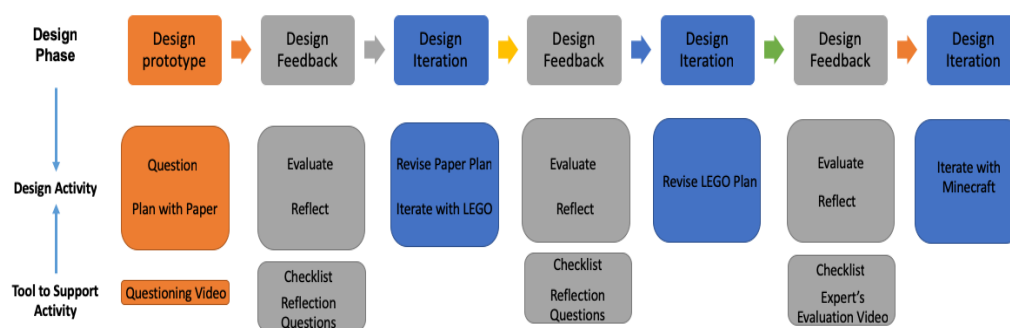 Design
Phase
Design
prototype
Design
Feedback
Design
Iteration
Design
Feedback
Design
Iteration
Design
Feedback
Design
Iteration
Design Activity
Question
Plan with Paper
Evaluate
Reflect
Revise Paper Plan
Iterate with LEGO
Evaluate
Reflect
Revise LEGO Plan
Evaluate
Reflect
Iterate with
Minecraft
Tool to Support
Activity
Questioning Video
Checklist
Reflection
Questions
Checklist
Reflection
Questions
Checklist
Expert's
Evaluation Video